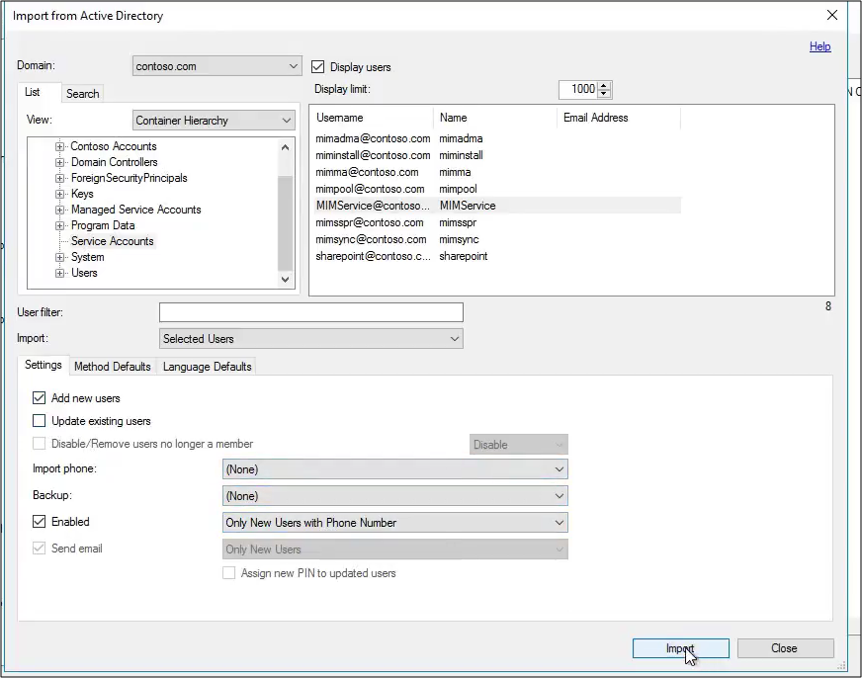 Import from Active Directory
Help
Domain: contoso.com Display users
List Search Display limit: 1000
View: Container Hierarchy
Username Name Email Address
Contoso Accounts
Domain Controllers
ForeignSecurityPrincipals
Keys
Managed Service Accounts
Program Data
Service Accounts
System
Users
mimadma@contoso.com mimadma
miminstall@contoso.com miminstall
mimma@contoso.com mimma
mimpool@contoso.com mimpool
MIMService@contoso... MIMService
mimsspr@contoso.com mimsspr
mimsync@contoso.com mimsync
sharepoint@contoso.c... sharepoint
8
User filter:
Import: Selected Users
Settings Method Defaults Language Defaults
Add new users
Update existing users
Disable/Remove users no longer a member Disable
Import phone: (None)
Backup: (None)
Enabled Only New Users with Phone Number
Send email Only New Users
Assign new PIN to updated users
Import Close